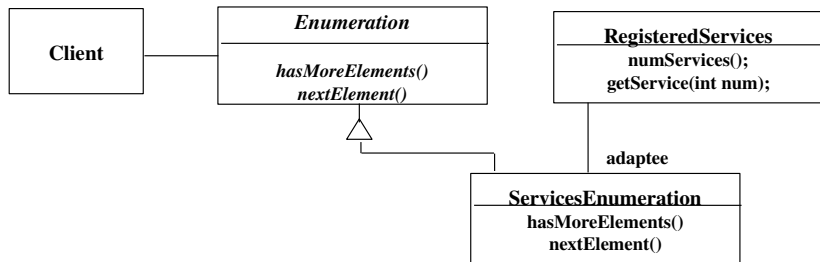 Enumeration
Client
hasMoreElements()
nextElement()
RegisteredServices
numServices();
getService(int num);
adaptee
ServicesEnumeration
hasMoreElements()
nextElement()